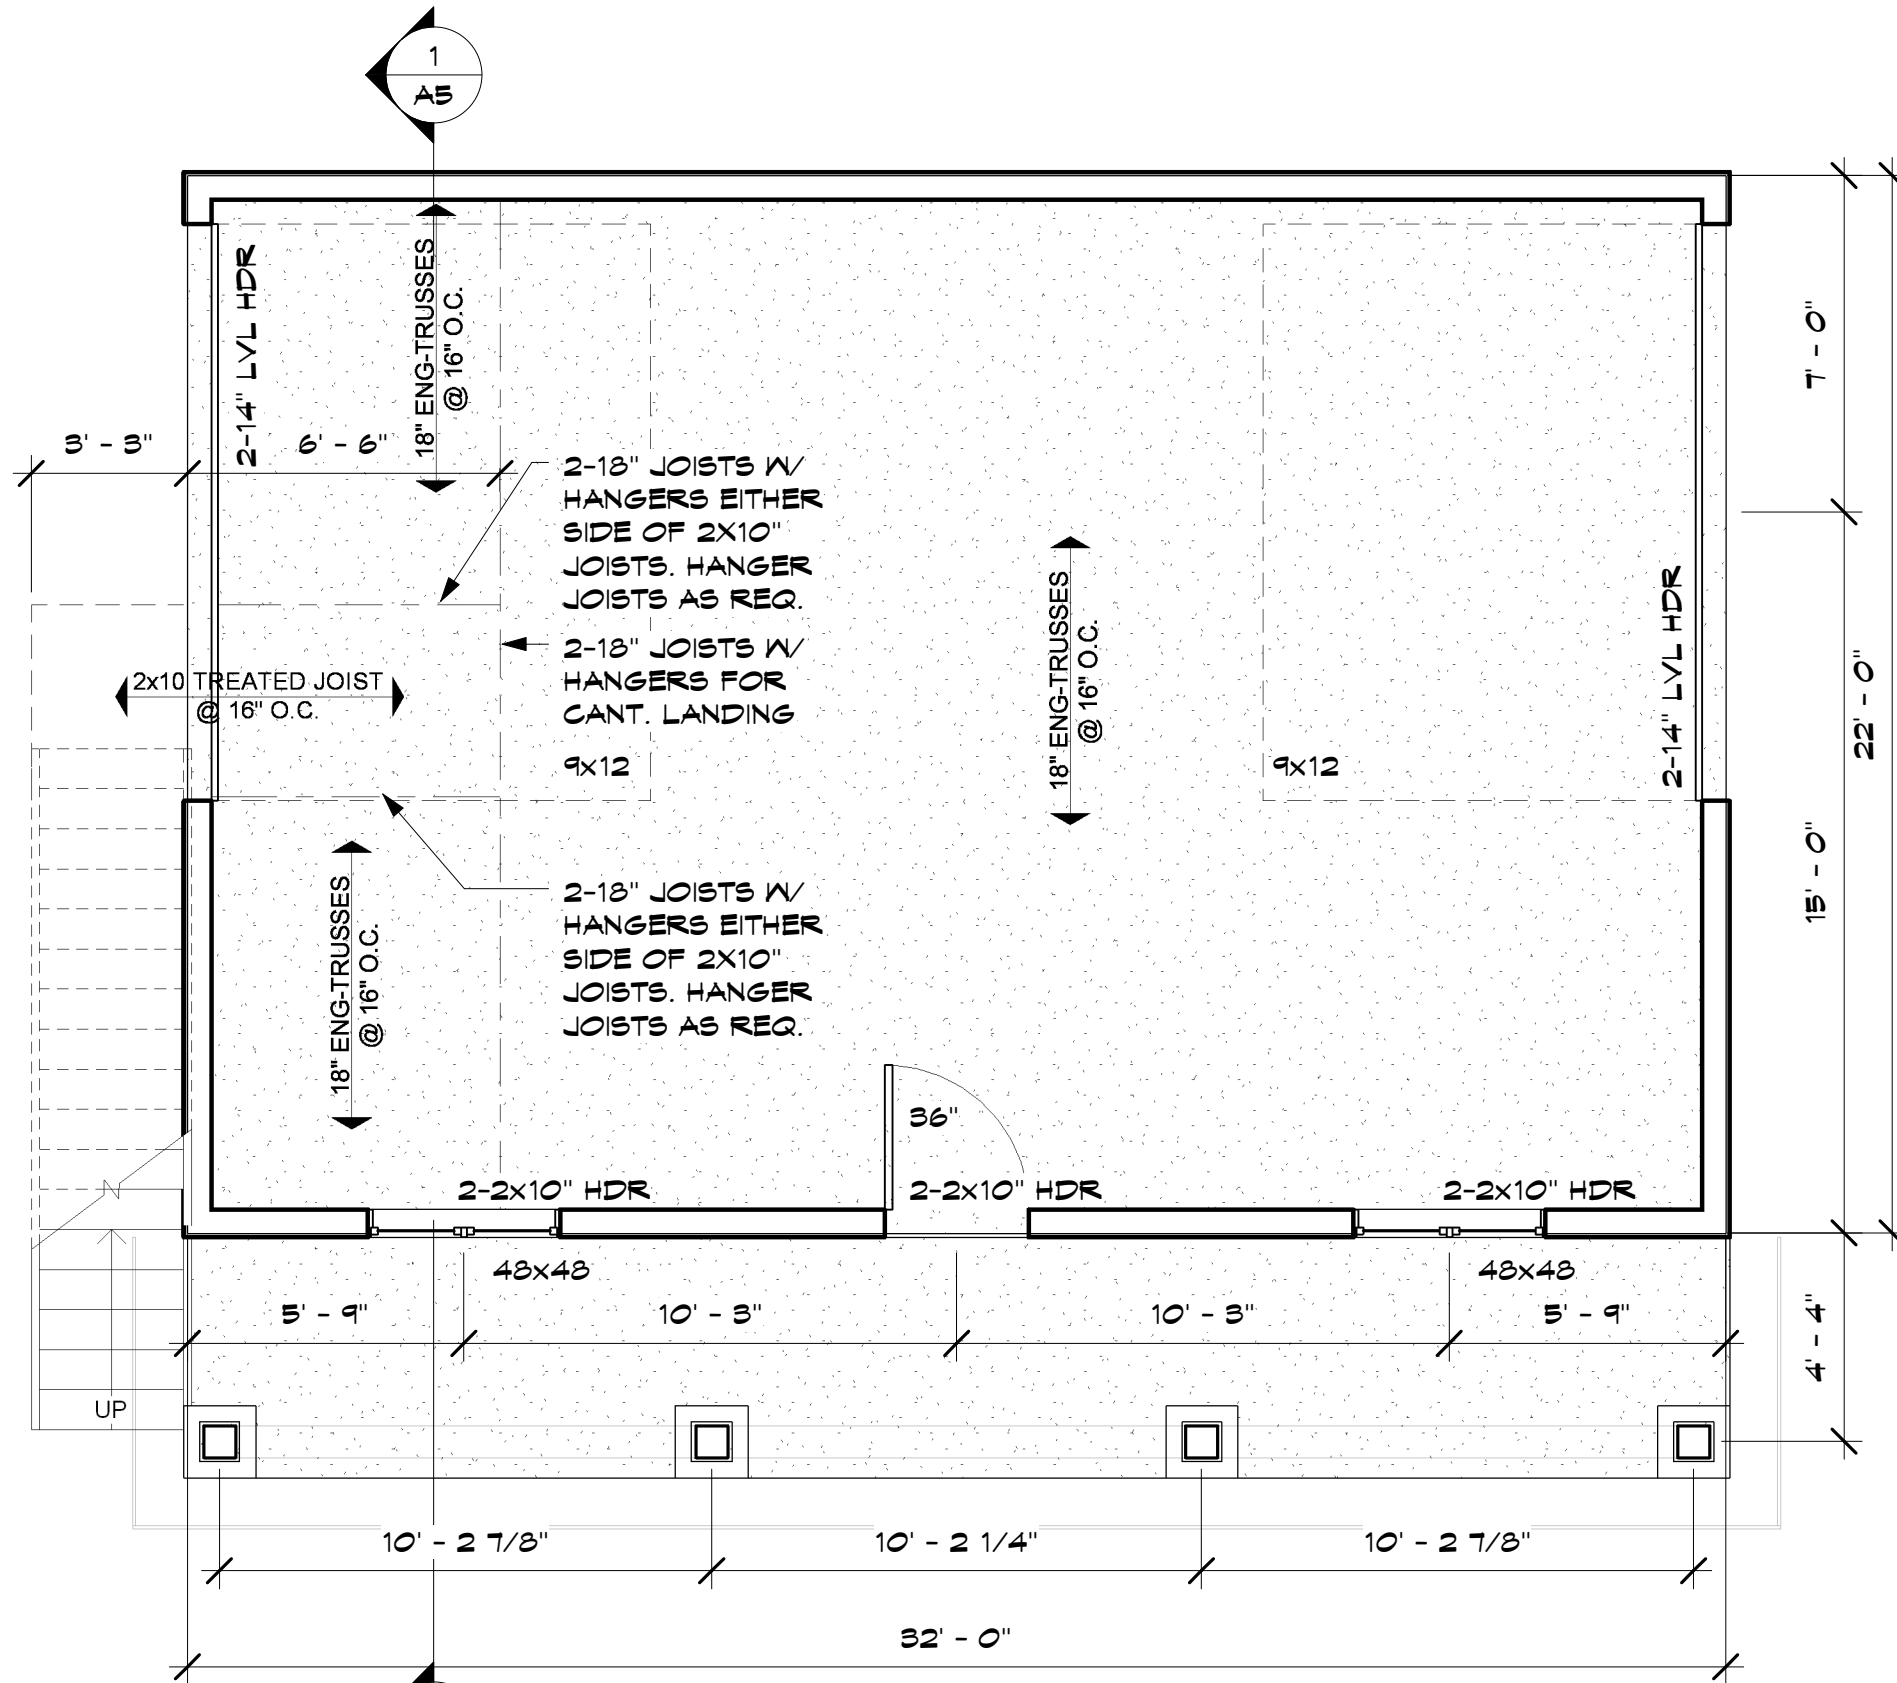 1
A5
2-14" LVL HDR
18" ENG-TRUSSES
@ 16" O.C.
7' - 0"
3' - 3"
6' - 6"
2-18" JOISTS W/
HANGERS EITHER
SIDE OF 2X10"
JOISTS. HANGER
JOISTS AS REQ.
2-18" JOISTS W/
HANGERS FOR
CANT. LANDING
18" ENG-TRUSSES
@ 16" O.C.
2-14" LVL HDR
22' - 0"
2x10 TREATED JOIST
@ 16" O.C.
9x12
9x12
15' - 0"
2-18" JOISTS W/
HANGERS EITHER
SIDE OF 2X10"
JOISTS. HANGER
JOISTS AS REQ.
18" ENG-TRUSSES
@ 16" O.C.
36"
2-2x10" HDR
2-2x10" HDR
2-2x10" HDR
48x48
48x48
5' - 9"
10' - 3"
10' - 3"
5' - 9"
4' - 4"
UP
10' - 2 7/8"
10' - 2 1/4"
10' - 2 7/8"
32' - 0"